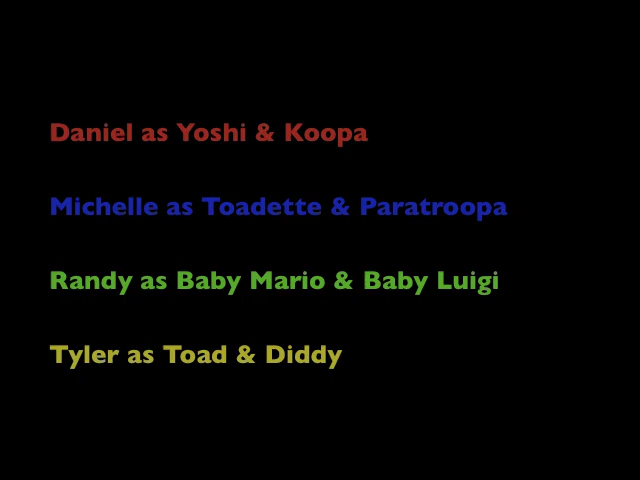 Daniel as Yoshi & Koopa
Michelle as Toadette & Paratroopa
Randy as Baby Mario & Baby Luigi
Tyler as Toad & Diddy